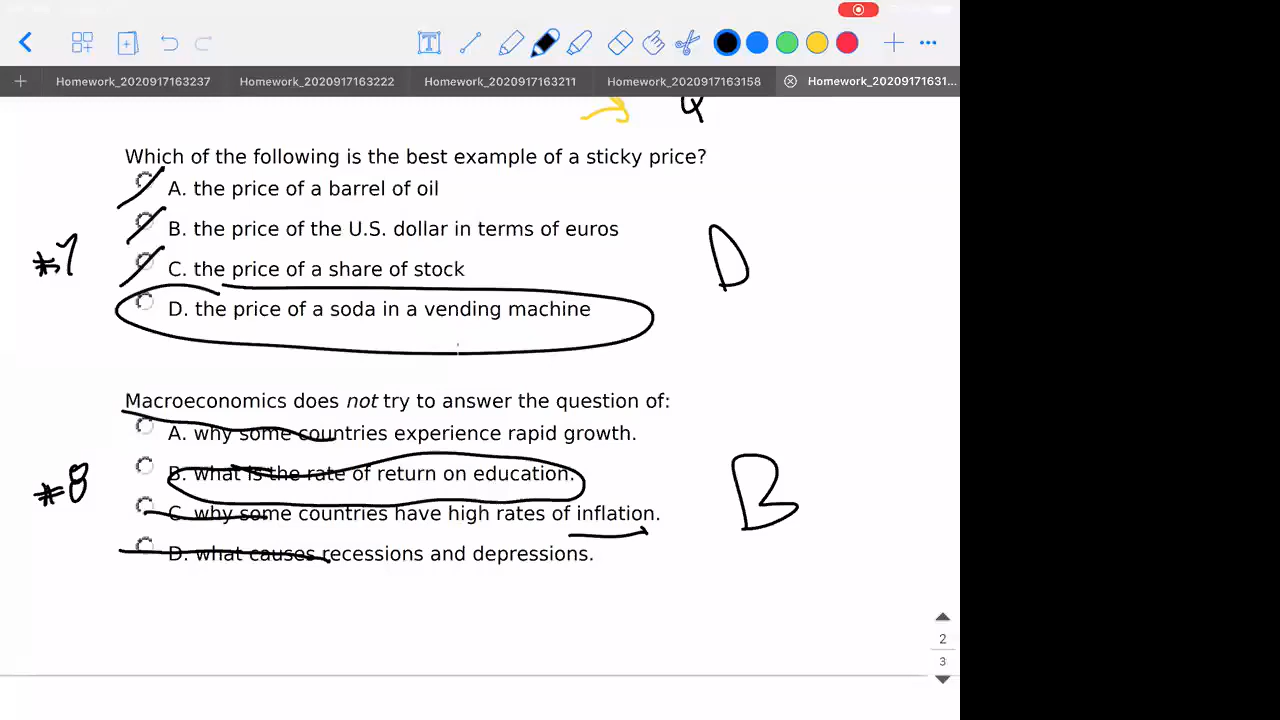 Homework_2020917163237 Homework_2020917163222 Homework_2020917163211 Homework_2020917163158 Homework_20209171631...
4
Which of the following is the best example of a sticky price?
A. the price of a barrel of oil
B. the price of the U.S. dollar in terms of euros
*7
C. the price of a share of stock
D
D. the price of a soda in a vending machine
Macroeconomics does not try to answer the question of:
A. why some countries experience rapid growth.
B. what is the rate of return on education.
*8
B
C. why some countries have high rates of inflation.
D. what causes recessions and depressions.
2
3